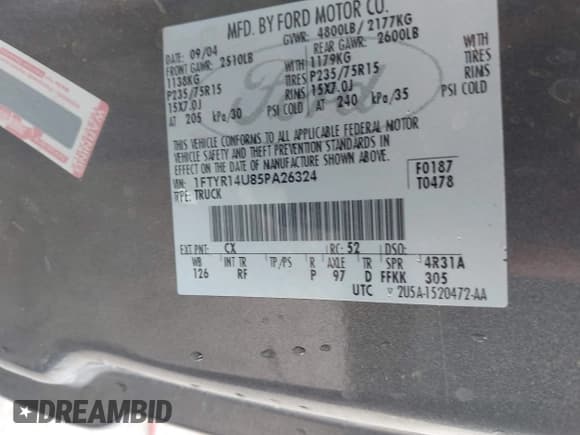 MFD. BY FORD MOTOR CO.
DATE: 09/04 GVWR: 4800LB/ 2177KG
FRONT GAWR: 2510LB REAR GAWR: 2600LB
1138KG 1179KG WITH
P235/75R15 P235/75R15 TIRES
15X7.0J RIMS 15X7.0J RIMS
AT 205 kPa/30 PSI COLD AT 240 kPa/35 PSI COLD
THIS VEHICLE CONFORMS TO ALL APPLICABLE FEDERAL MOTOR
VEHICLE SAFETY AND THEFT PREVENTION STANDARDS IN
EFFECT ON THE DATE OF MANUFACTURE SHOWN ABOVE.
VIN: 1FTYR14U85PA26324 F0187
TYPE: TRUCK T0478
EXT PNT: CX RC: 52 DSO:
WB INT TR TP/PS R AXLE TR SPR 4R31A
126 RF P 97 D FFKK 305
UTC 2U5A-1520472-AA
Ford
DREAMBID